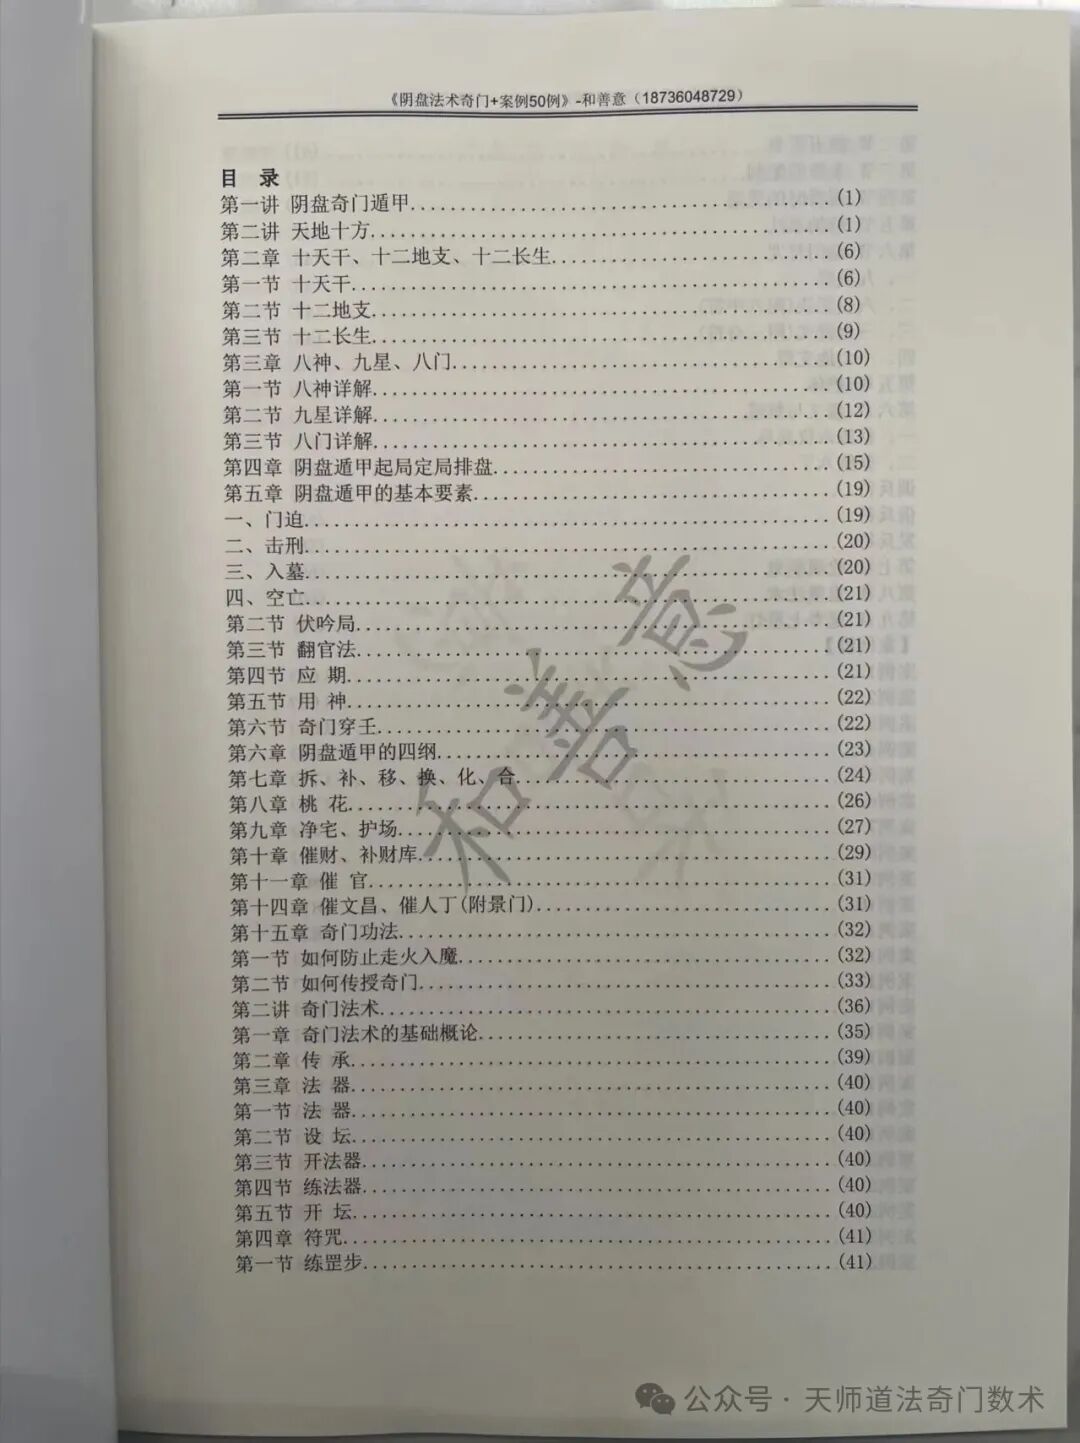 《阴盘法术奇门+案例50例》-和善意（18736048729）
目 录
第一讲 阴盘奇门遁甲................(1)
第二讲 天地十方................(1)
第二章 十天干、十二地支、十二长生................(6)
第一节 十天干................(6)
第二节 十二地支................(8)
第三节 十二长生................(9)
第三章 八神、九星、八门................(10)
第一节 八神详解................(10)
第二节 九星详解................(12)
第三节 八门详解................(13)
第四章 阴盘遁甲起局定局排盘................(15)
第五章 阴盘遁甲的基本要素................(19)
一、门迫................(19)
二、击刑................(20)
三、入墓................(20)
四、空亡................(21)
第二节 伏吟局................(21)
第三节 翻官法................(21)
第四节 应 期................(21)
第五节 用 神................(22)
第六节 奇门穿壬................(22)
第六章 阴盘遁甲的四纲................(23)
第七章 拆、补、移、换、化、合................(24)
第八章 桃 花................(26)
第九章 净宅、护场................(27)
第十章 催财、补财库................(29)
第十一章 催 官................(31)
第十四章 催文昌、催人丁(附景门)................(31)
第十五章 奇门功法................(32)
第一节 如何防止走火入魔................(32)
第二节 如何传授奇门................(33)
第二讲 奇门法术................(36)
第一章 奇门法术的基础概论................(35)
第二章 传 承................(39)
第三章 法 器................(40)
第一节 法 器................(40)
第二节 设 坛................(40)
第三节 开法器................(40)
第四节 练法器................(40)
第五节 开 坛................(40)
第四章 符咒................(41)
第一节 练罡步................(41)
和善意
公众号·天师道法奇门数术